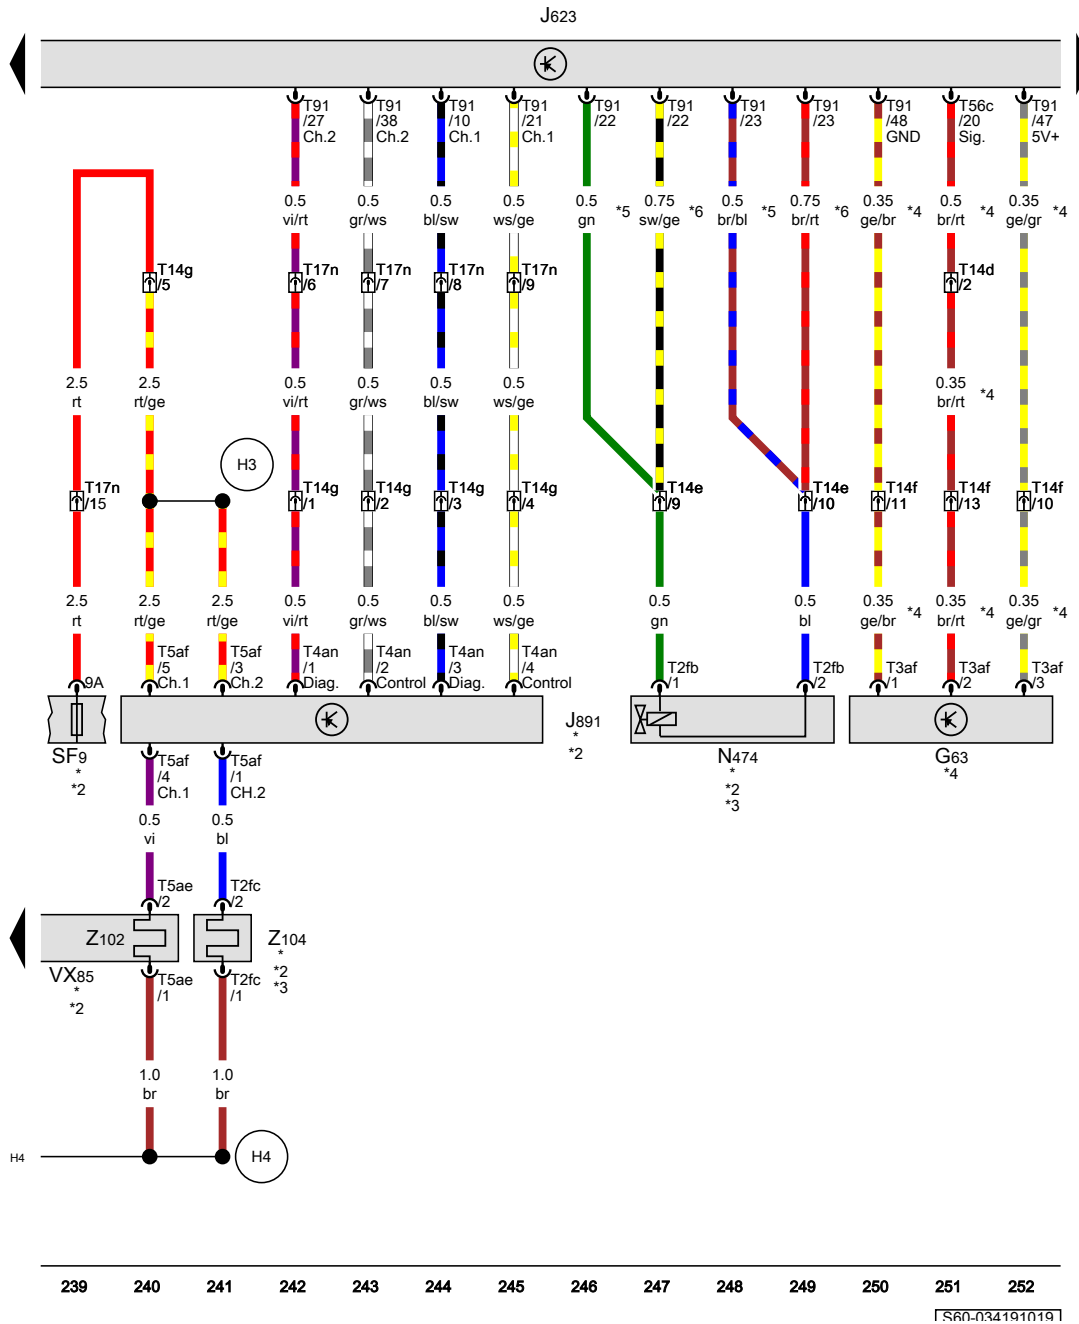 J623
T91 /27 Ch.2
T91 /38 Ch.2
T91 /10 Ch.1
T91 /21 Ch.1
T91 /22
T91 /22
T91 /23
T91 /23
T91 /48 GND
T56c /20 Sig.
T91 /47 5V+
0.5 vi/rt
0.5 gr/ws
0.5 bl/sw
0.5 ws/ge
0.5 gn *5
0.75 sw/ge *6
0.5 br/bl *5
0.75 br/rt *6
0.35 ge/br *4
0.5 br/rt *4
0.35 ge/gr *4
T14g /5
T17n /6
T17n /7
T17n /8
T17n /9
T14d /2
2.5 rt
2.5 rt/ge
0.5 vi/rt
0.5 gr/ws
0.5 bl/sw
0.5 ws/ge
0.35 br/rt *4
H3
T17n /15
T14g /1
T14g /2
T14g /3
T14g /4
T14e /9
T14e /10
T14f /11
T14f /13
T14f /10
2.5 rt
2.5 rt/ge
2.5 rt/ge
0.5 vi/rt
0.5 gr/ws
0.5 bl/sw
0.5 ws/ge
0.5 gn
0.5 bl
0.35 ge/br *4
0.35 br/rt *4
0.35 ge/gr *4
9A
T5af /5 Ch.1
T5af /3 Ch.2
T4an /1 Diag.
T4an /2 Control
T4an /3 Diag.
T4an /4 Control
T2fb /1
T2fb /2
T3af /1
T3af /2
T3af /3
SF9 * *2
J891 * *2
N474 * *2 *3
G63 *4
T5af /4 Ch.1
T5af /1 CH.2
0.5 vi
0.5 bl
T5ae /2
T2fc /2
Z102
Z104 * *2 *3
VX85 * *2
T5ae /1
T2fc /1
1.0 br
1.0 br
H4
H4
239 240 241 242 243 244 245 246 247 248 249 250 251 252
S60-034191019